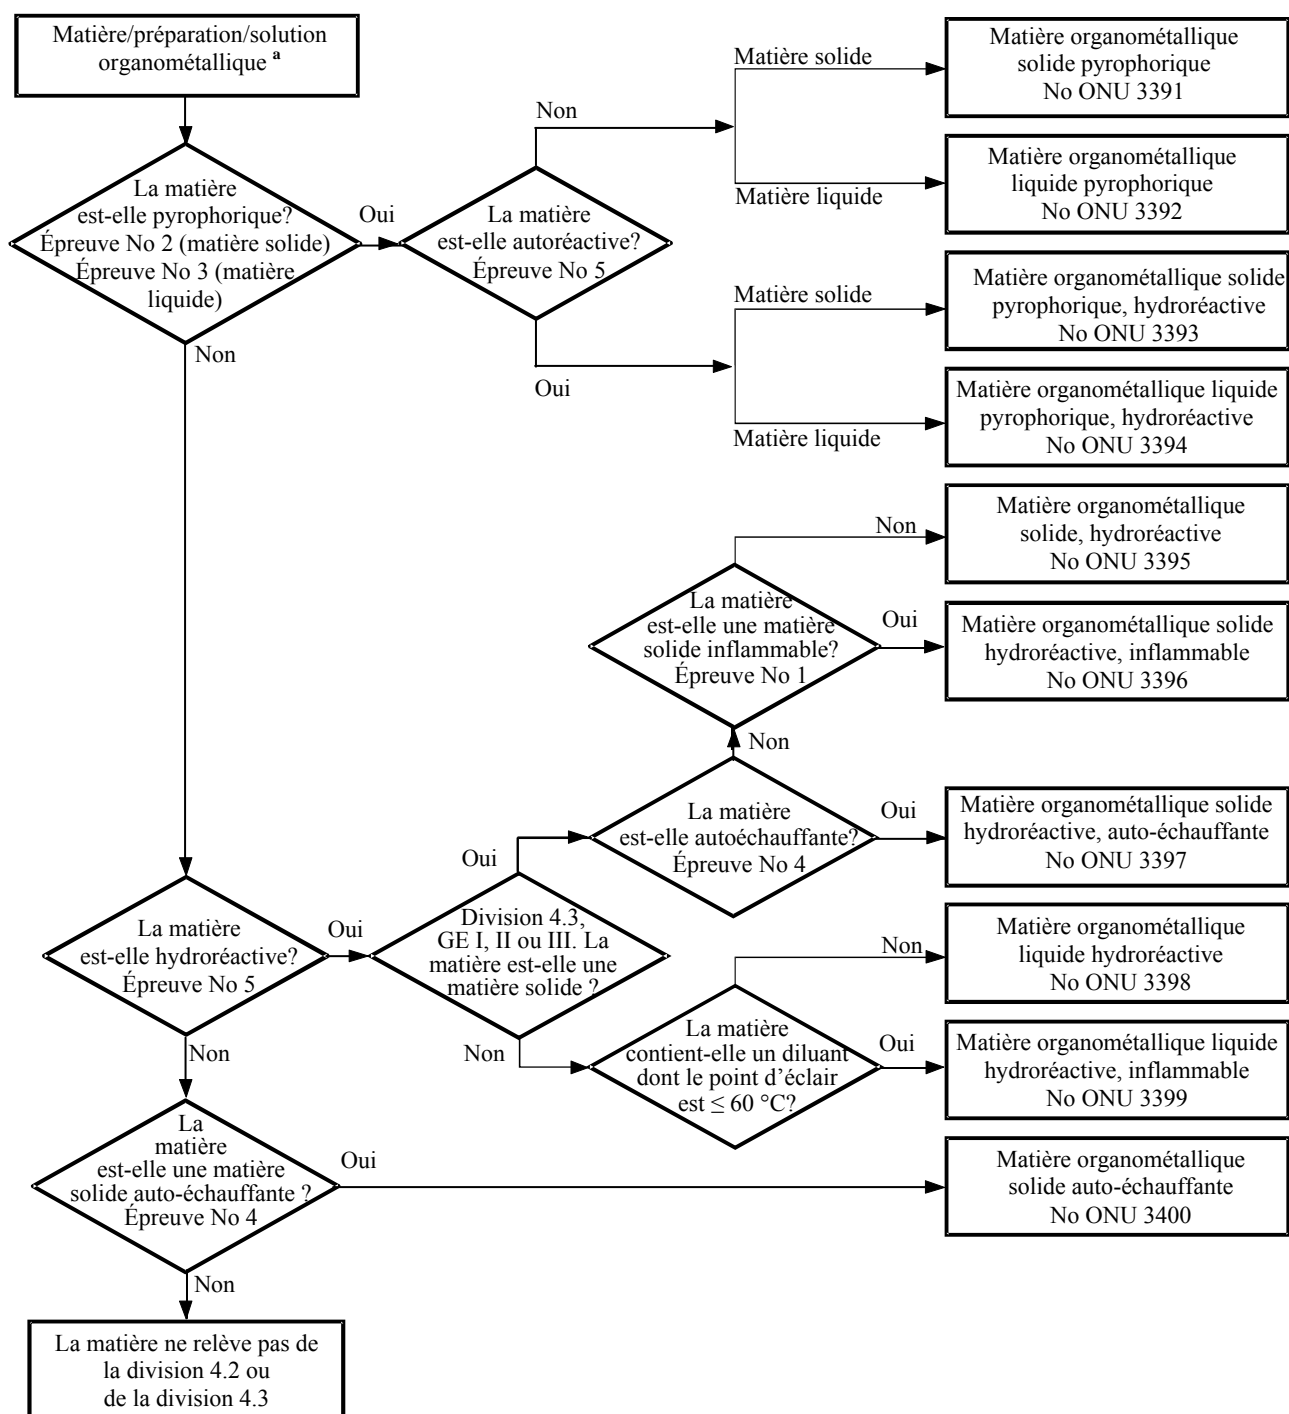 Matière/préparation/solution
organométallique a
La matière
est-elle pyrophorique?
Épreuve No 2 (matière solide)
Épreuve No 3 (matière
liquide)
Oui
Non
La matière
est-elle autoréactive?
Épreuve No 5
Non
Oui
Matière solide
Matière liquide
Matière organométallique
solide pyrophorique
No ONU 3391
Matière organométallique
liquide pyrophorique
No ONU 3392
Matière solide
Matière liquide
Matière organométallique solide
pyrophorique, hydroréactive
No ONU 3393
Matière organométallique liquide
pyrophorique, hydroréactive
No ONU 3394
Non
Matière organométallique
solide, hydroréactive
No ONU 3395
La matière
est-elle une matière
solide inflammable?
Épreuve No 1
Oui
Matière organométallique solide
hydroréactive, inflammable
No ONU 3396
Non
La matière
est-elle autoéchauffante?
Épreuve No 4
Oui
Matière organométallique solide
hydroréactive, auto-échauffante
No ONU 3397
La matière
est-elle hydroréactive?
Épreuve No 5
Oui
Non
Division 4.3,
GE I, II ou III. La
matière est-elle une
matière solide ?
Oui
Non
La matière
contient-elle un diluant
dont le point d’éclair
est ≤ 60 °C?
Non
Oui
Matière organométallique
liquide hydroréactive
No ONU 3398
Matière organométallique liquide
hydroréactive, inflammable
No ONU 3399
La
matière
est-elle une matière
solide auto-échauffante ?
Épreuve No 4
Oui
Matière organométallique
solide auto-échauffante
No ONU 3400
Non
La matière ne relève pas de
la division 4.2 ou
de la division 4.3